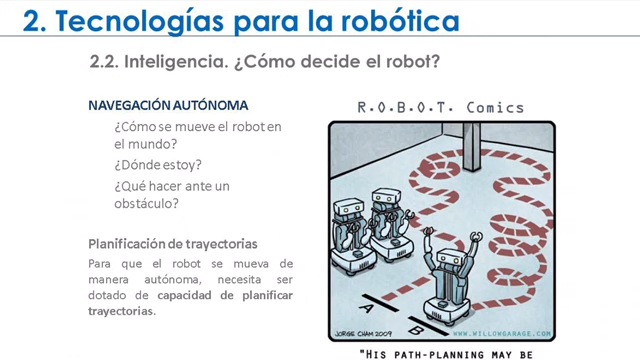 2. Tecnologías para la robótica
2.2. Inteligencia. ¿Cómo decide el robot?
NAVEGACIÓN AUTÓNOMA
¿Cómo se mueve el robot en
el mundo?
¿Dónde estoy?
¿Qué hacer ante un
obstáculo?
Planificación de trayectorias
Para que el robot se mueva de
manera autónoma, necesita ser
dotado de capacidad de planificar
trayectorias.
R.O.B.O.T. Comics
A
B
JORGE CHAM 2009
WWW.WILLOWGARAGE.COM
"HIS PATH-PLANNING MAY BE